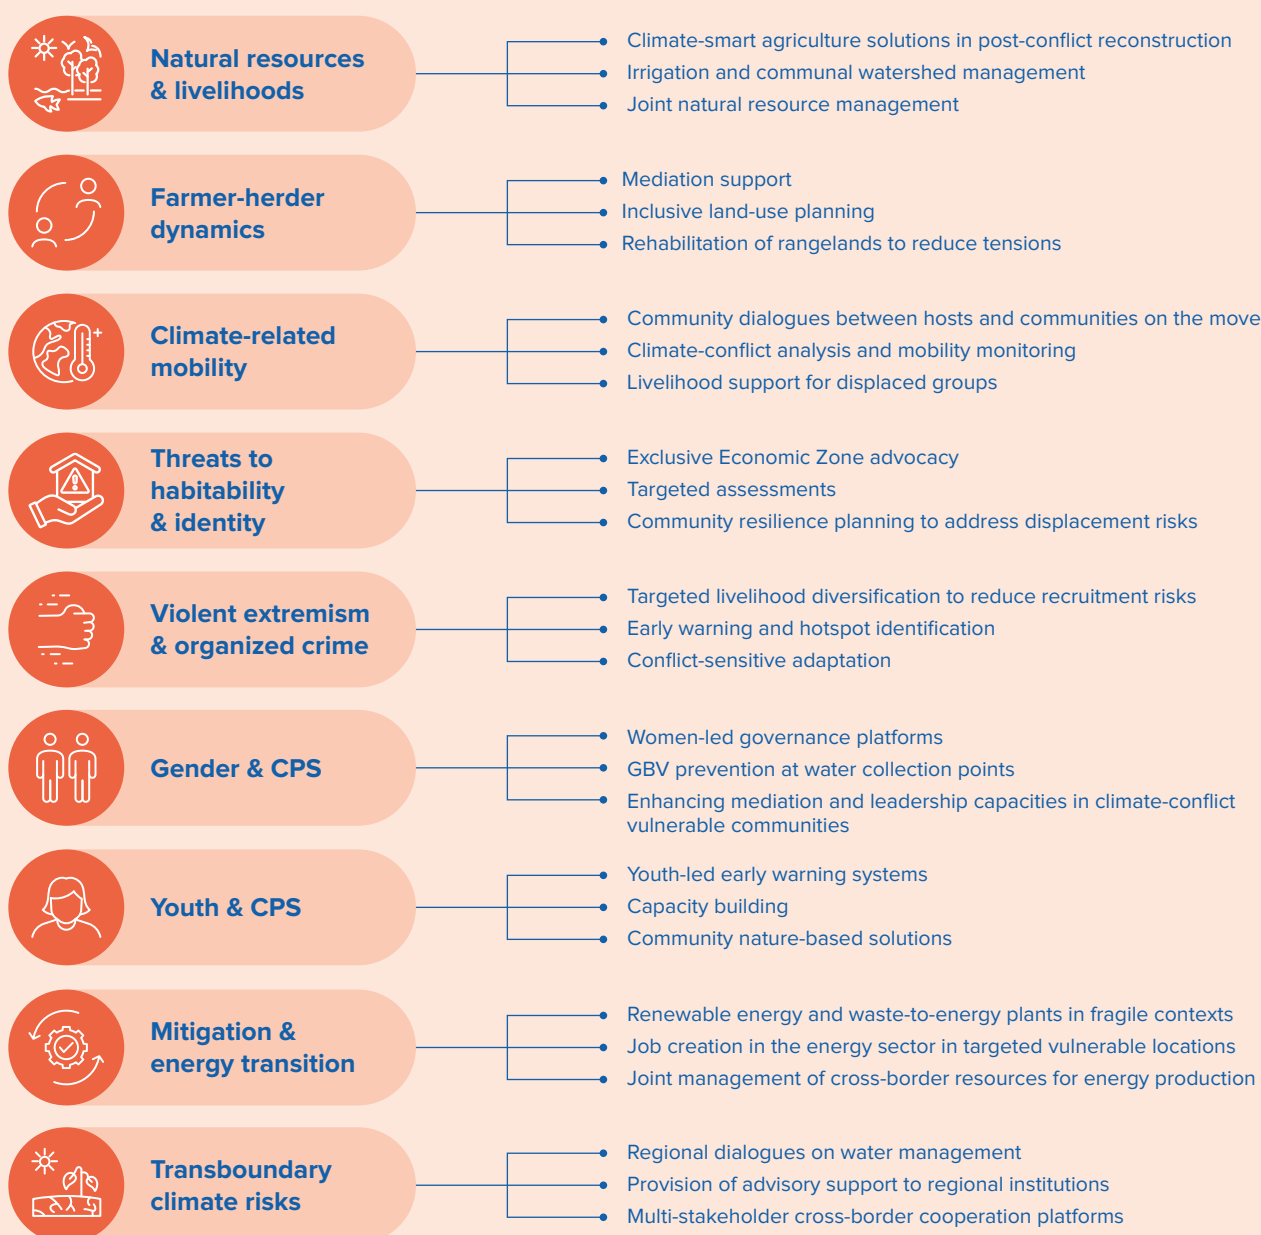 Natural resources
& livelihoods
Climate-smart agriculture solutions in post-conflict reconstruction
Irrigation and communal watershed management
Joint natural resource management
Farmer-herder
dynamics
Mediation support
Inclusive land-use planning
Rehabilitation of rangelands to reduce tensions
Climate-related
mobility
Community dialogues between hosts and communities on the move
Climate-conflict analysis and mobility monitoring
Livelihood support for displaced groups
Threats to
habitability
& identity
Exclusive Economic Zone advocacy
Targeted assessments
Community resilience planning to address displacement risks
Violent extremism
& organized crime
Targeted livelihood diversification to reduce recruitment risks
Early warning and hotspot identification
Conflict-sensitive adaptation
Gender & CPS
Women-led governance platforms
GBV prevention at water collection points
Enhancing mediation and leadership capacities in climate-conflict
vulnerable communities
Youth & CPS
Youth-led early warning systems
Capacity building
Community nature-based solutions
Mitigation &
energy transition
Renewable energy and waste-to-energy plants in fragile contexts
Job creation in the energy sector in targeted vulnerable locations
Joint management of cross-border resources for energy production
Transboundary
climate risks
Regional dialogues on water management
Provision of advisory support to regional institutions
Multi-stakeholder cross-border cooperation platforms